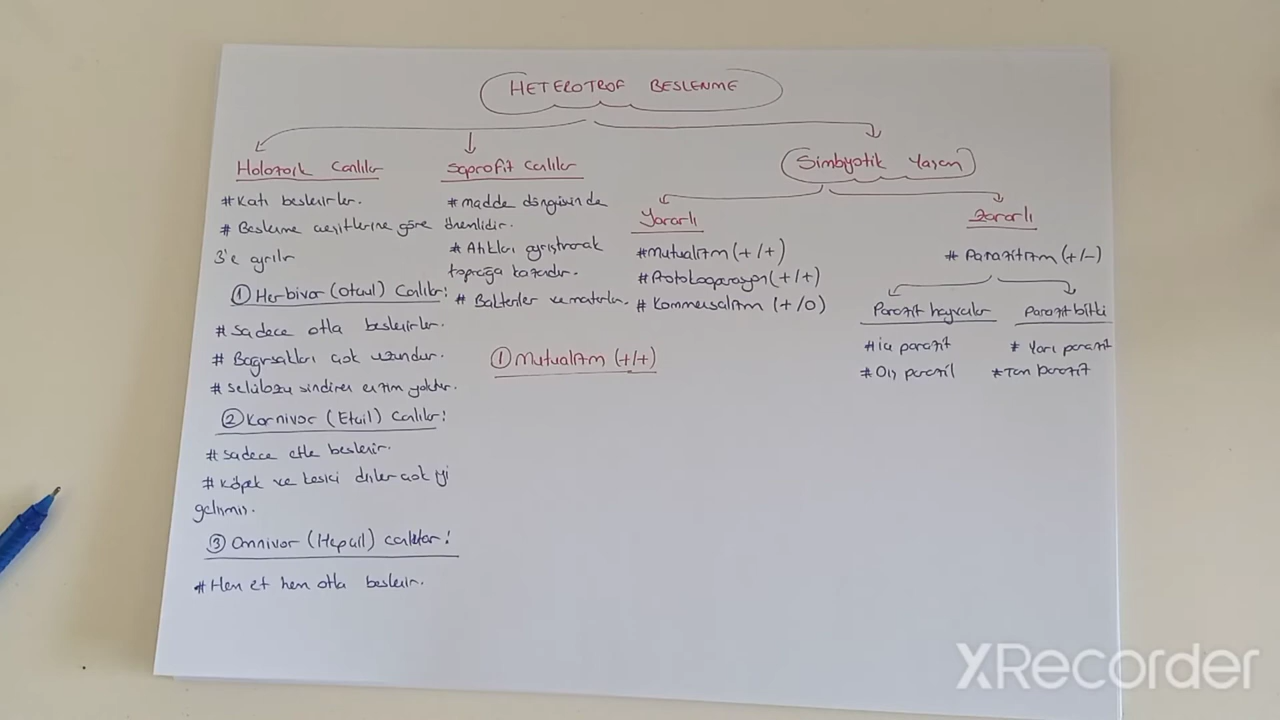 HETEROTROF BESLENME
Holozoik Canlılar
# Katı beslenirler.
# Beslenme çeşitlerine göre
3'e ayrılır
① Herbivor (Otçul) Canlılar:
# Sadece otla beslenirler.
# Bağırsakları çok uzundur.
# Selülozu sindiren enzim yoktur.
② Karnivor (Etçil) Canlılar:
# Sadece etle beslenir.
# Köpek ve kesici dişler çok iyi
gelişmiş.
③ Omnivor (Hepçil) canlılar:
# Hem et hem otla beslenir.
Saprofit Canlılar
# madde döngüsünde
önemlidir.
# Atıkları ayrıştırarak
toprağa kazandır.
# Bakteriler ve mantarlar.
Simbiyotik Yaşam
Yararlı
# Mutualizm (+/+)
# Protokooperasyon (+/+)
# Kommensalizm (+/0)
Zararlı
# Parazitizm (+/-)
Parazit hayvanlar
# İç parazit
# Dış parazit
Parazit bitki
* Yarı parazit
* Tam parazit
① Mutualizm (+/+)
XRecorder